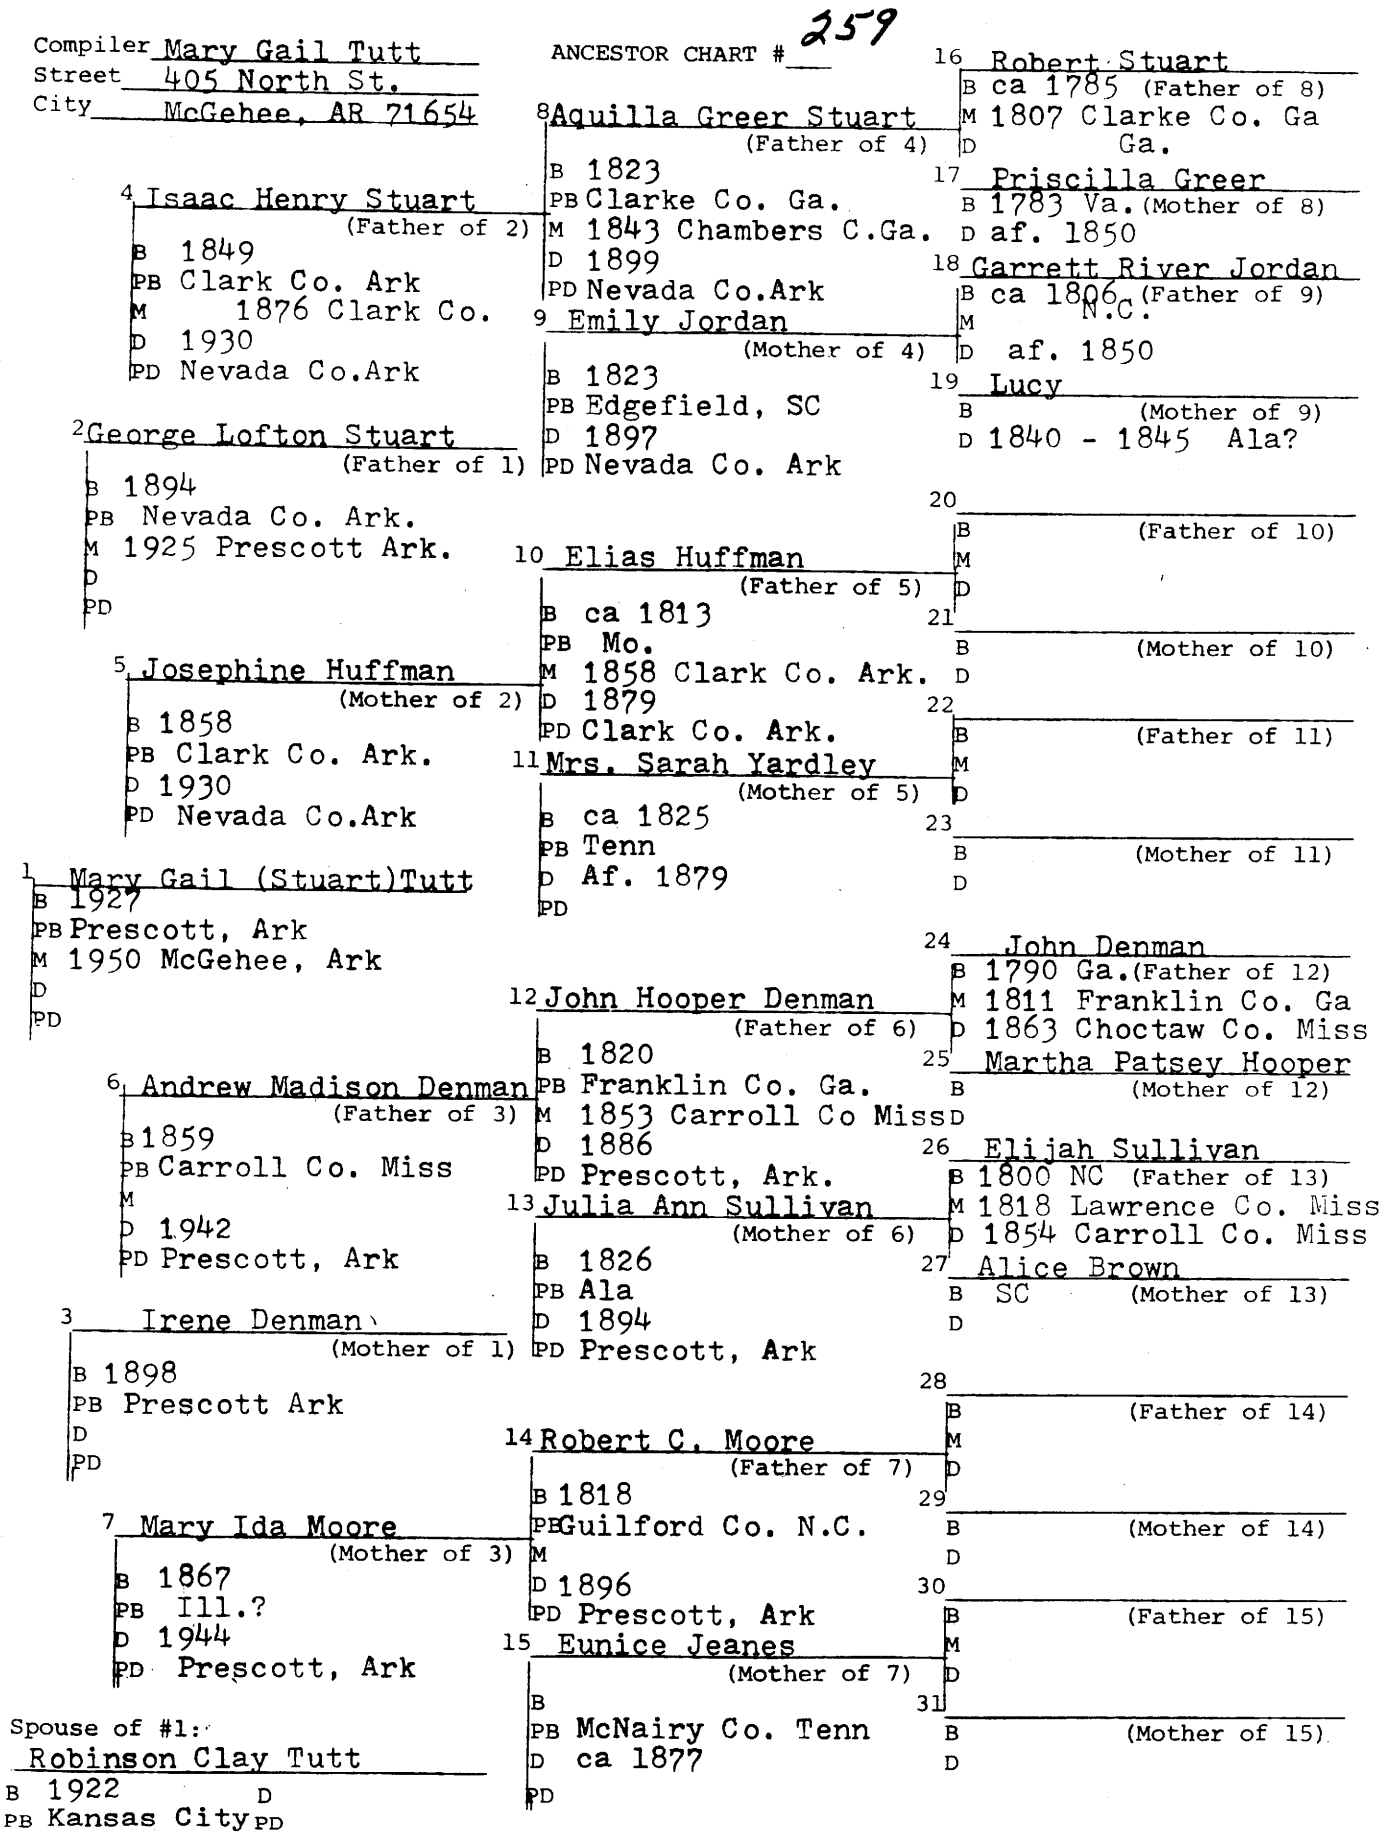 Compiler Mary Gail Tutt
Street 405 North St.
City McGehee, AR 71654
ANCESTOR CHART # 259
1 Mary Gail (Stuart)Tutt
B 1927
PB Prescott, Ark
M 1950 McGehee, Ark
D
PD
2 George Lofton Stuart
(Father of 1)
B 1894
PB Nevada Co. Ark.
M 1925 Prescott Ark.
D
PD
3 Irene Denman
(Mother of 1)
B 1898
PB Prescott Ark
D
PD
4 Isaac Henry Stuart
(Father of 2)
B 1849
PB Clark Co. Ark
M 1876 Clark Co.
D 1930
PD Nevada Co.Ark
5 Josephine Huffman
(Mother of 2)
B 1858
PB Clark Co. Ark.
D 1930
PD Nevada Co.Ark
6 Andrew Madison Denman
(Father of 3)
B 1859
PB Carroll Co. Miss
M
D 1942
PD Prescott, Ark
7 Mary Ida Moore
(Mother of 3)
B 1867
PB Ill.?
D 1944
PD Prescott, Ark
Spouse of #1:
Robinson Clay Tutt
B 1922 D
PB Kansas City PD
8 Aquilla Greer Stuart
(Father of 4)
B 1823
PB Clarke Co. Ga.
M 1843 Chambers C.Ga.
D 1899
PD Nevada Co.Ark
9 Emily Jordan
(Mother of 4)
B 1823
PB Edgefield, SC
D 1897
PD Nevada Co. Ark
10 Elias Huffman
(Father of 5)
B ca 1813
PB Mo.
M 1858 Clark Co. Ark.
D 1879
PD Clark Co. Ark.
11 Mrs. Sarah Yardley
(Mother of 5)
B ca 1825
PB Tenn
D Af. 1879
PD
12 John Hooper Denman
(Father of 6)
B 1820
PB Franklin Co. Ga.
M 1853 Carroll Co Miss
D 1886
PD Prescott, Ark.
13 Julia Ann Sullivan
(Mother of 6)
B 1826
PB Ala
D 1894
PD Prescott, Ark
14 Robert C. Moore
(Father of 7)
B 1818
PB Guilford Co. N.C.
M
D 1896
PD Prescott, Ark
15 Eunice Jeanes
(Mother of 7)
B
PB McNairy Co. Tenn
D ca 1877
PD
16 Robert Stuart
B ca 1785 (Father of 8)
M 1807 Clarke Co. Ga
D Ga.
17 Priscilla Greer
B 1783 Va. (Mother of 8)
D af. 1850
18 Garrett River Jordan
B ca 1806 (Father of 9)
N.C.
M
D af. 1850
19 Lucy
B (Mother of 9)
D 1840 - 1845 Ala?
20
B (Father of 10)
M
D
21
B (Mother of 10)
D
22
B (Father of 11)
M
D
23
B (Mother of 11)
D
24 John Denman
B 1790 Ga.(Father of 12)
M 1811 Franklin Co. Ga
D 1863 Choctaw Co. Miss
25 Martha Patsey Hooper
B (Mother of 12)
D
26 Elijah Sullivan
B 1800 NC (Father of 13)
M 1818 Lawrence Co. Miss
D 1854 Carroll Co. Miss
27 Alice Brown
B SC (Mother of 13)
D
28
B (Father of 14)
M
D
29
B (Mother of 14)
D
30
B (Father of 15)
M
D
31
B (Mother of 15)
D